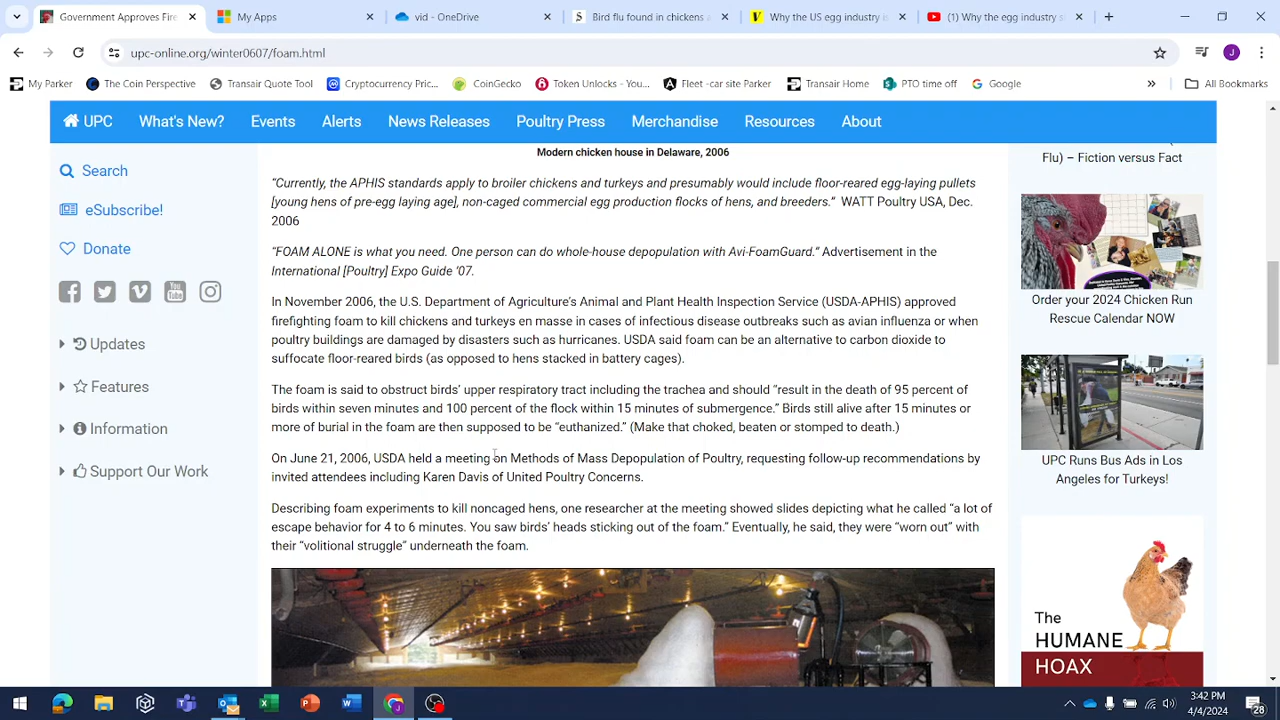 Government Approves Fire
My Apps
vid - OneDrive
Bird flu found in chickens a
Why the US egg industry i
(1) Why the egg industry s
upc-online.org/winter0607/foam.html
My Parker
The Coin Perspective
Transair Quote Tool
Cryptocurrency Pric...
CoinGecko
Token Unlocks - You...
Fleet -car site Parker
Transair Home
PTO time off
Google
»
All Bookmarks
UPC
What's New?
Events
Alerts
News Releases
Poultry Press
Merchandise
Resources
About
Search
eSubscribe!
Donate
Updates
Features
Information
Support Our Work
Modern chicken house in Delaware, 2006
“Currently, the APHIS standards apply to broiler chickens and turkeys and presumably would include floor-reared egg-laying pullets
[young hens of pre-egg laying age], non-caged commercial egg production flocks of hens, and breeders.” WATT Poultry USA, Dec.
2006
“FOAM ALONE is what you need. One person can do whole-house depopulation with Avi-FoamGuard.” Advertisement in the
International [Poultry] Expo Guide ’07.
In November 2006, the U.S. Department of Agriculture’s Animal and Plant Health Inspection Service (USDA-APHIS) approved
firefighting foam to kill chickens and turkeys en masse in cases of infectious disease outbreaks such as avian influenza or when
poultry buildings are damaged by disasters such as hurricanes. USDA said foam can be an alternative to carbon dioxide to
suffocate floor-reared birds (as opposed to hens stacked in battery cages).
The foam is said to obstruct birds’ upper respiratory tract including the trachea and should “result in the death of 95 percent of
birds within seven minutes and 100 percent of the flock within 15 minutes of submergence.” Birds still alive after 15 minutes or
more of burial in the foam are then supposed to be “euthanized.” (Make that choked, beaten or stomped to death.)
On June 21, 2006, USDA held a meeting on Methods of Mass Depopulation of Poultry, requesting follow-up recommendations by
invited attendees including Karen Davis of United Poultry Concerns.
Describing foam experiments to kill noncaged hens, one researcher at the meeting showed slides depicting what he called “a lot of
escape behavior for 4 to 6 minutes. You saw birds’ heads sticking out of the foam.” Eventually, he said, they were “worn out” with
their “volitional struggle” underneath the foam.
Flu) – Fiction versus Fact
Order your 2024 Chicken Run
Rescue Calendar NOW
UPC Runs Bus Ads in Los
Angeles for Turkeys!
The
HUMANE
HOAX
3:42 PM
4/4/2024
28